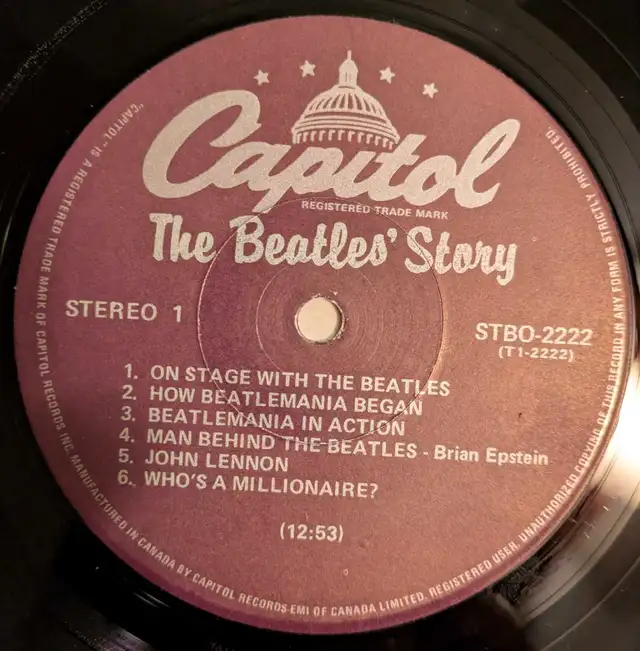 Capitol
REGISTERED TRADE MARK
The Beatles' Story
STEREO 1
STBO-2222
(T1-2222)
1. ON STAGE WITH THE BEATLES
2. HOW BEATLEMANIA BEGAN
3. BEATLEMANIA IN ACTION
4. MAN BEHIND THE BEATLES - Brian Epstein
5. JOHN LENNON
6. WHO'S A MILLIONAIRE?
(12:53)
"CAPITOL" IS A REGISTERED TRADE MARK OF CAPITOL RECORDS INC. MANUFACTURED IN CANADA BY CAPITOL RECORDS-EMI OF CANADA LIMITED. REGISTERED USER. UNAUTHORIZED COPYING OF THIS RECORD IN ANY FORM IS STRICTLY PROHIBITED.